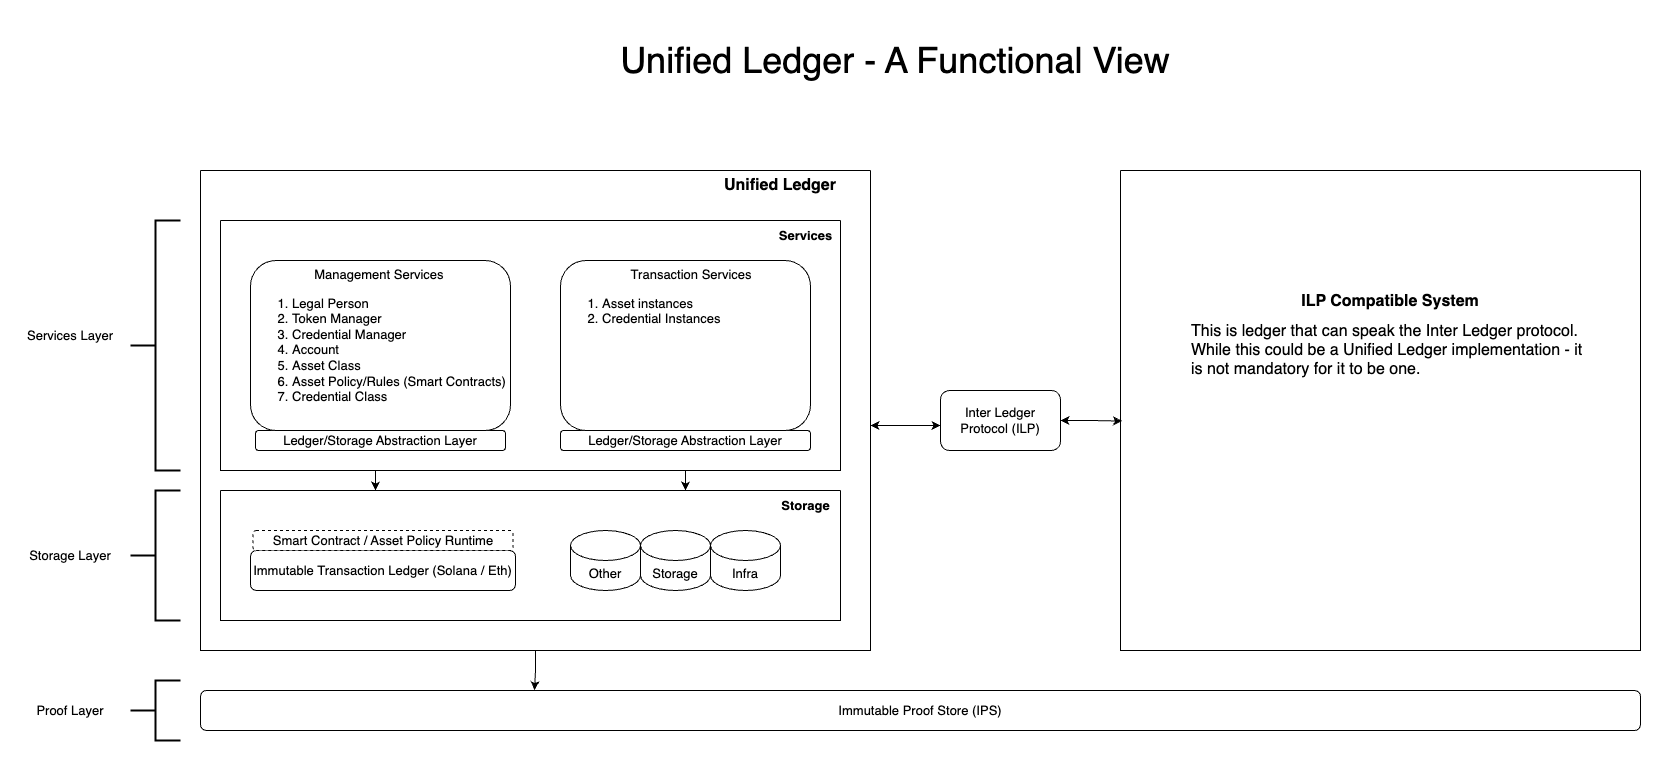 Unified Ledger - A Functional View
Unified Ledger
Services
Services Layer
Management Services
1. Legal Person
2. Token Manager
3. Credential Manager
4. Account
5. Asset Class
6. Asset Policy/Rules (Smart Contracts)
7. Credential Class
Ledger/Storage Abstraction Layer
Transaction Services
1. Asset instances
2. Credential Instances
Ledger/Storage Abstraction Layer
Storage Layer
Storage
Smart Contract / Asset Policy Runtime
Immutable Transaction Ledger (Solana / Eth)
Other
Storage
Infra
Inter Ledger
Protocol (ILP)
ILP Compatible System
This is ledger that can speak the Inter Ledger protocol.
While this could be a Unified Ledger implementation - it
is not mandatory for it to be one.
Proof Layer
Immutable Proof Store (IPS)